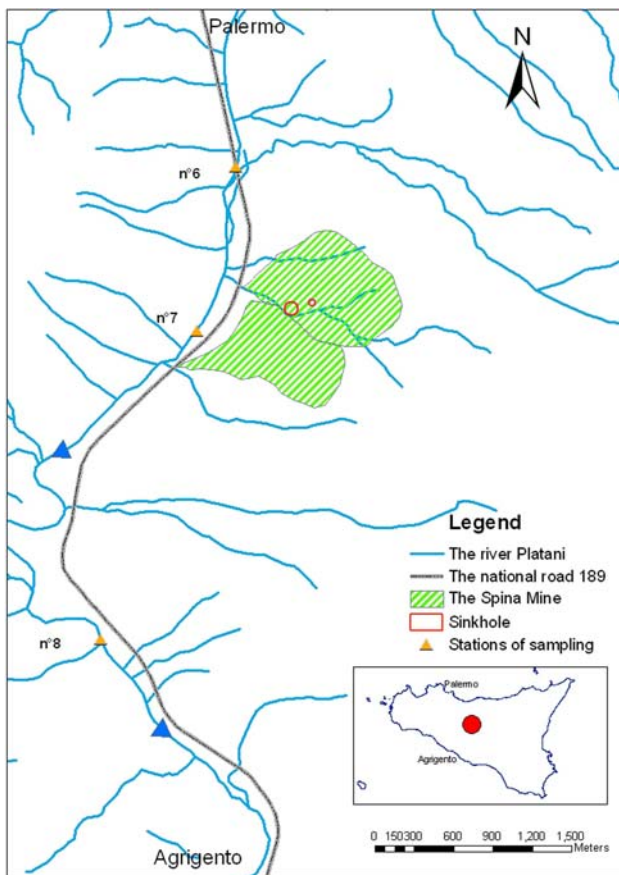 Palermo
N
n°6
n°7
Legend
The river Platani
The national road 189
The Spina Mine
Sinkhole
Stations of sampling
n°8
Palermo
Agrigento
0 150300 600 900 1,200 1,500
Meters
Agrigento